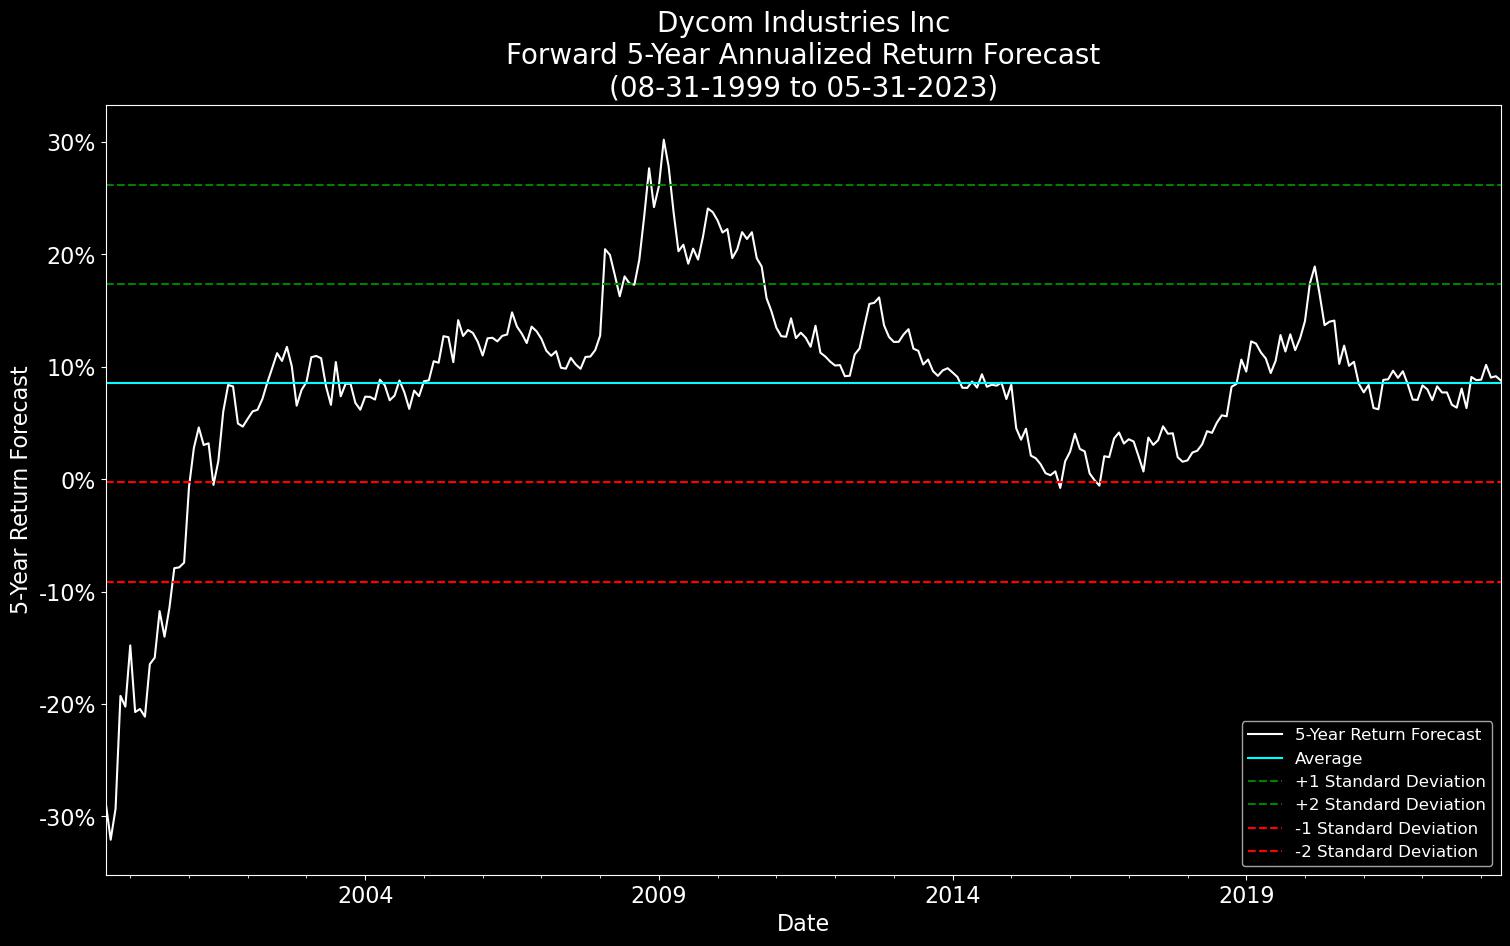 Dycom Industries Inc
Forward 5-Year Annualized Return Forecast
(08-31-1999 to 05-31-2023)
30%
20%
10%
0%
-10%
-20%
-30%
5-Year Return Forecast
2004
2009
2014
2019
Date
5-Year Return Forecast
Average
+1 Standard Deviation
+2 Standard Deviation
-1 Standard Deviation
-2 Standard Deviation